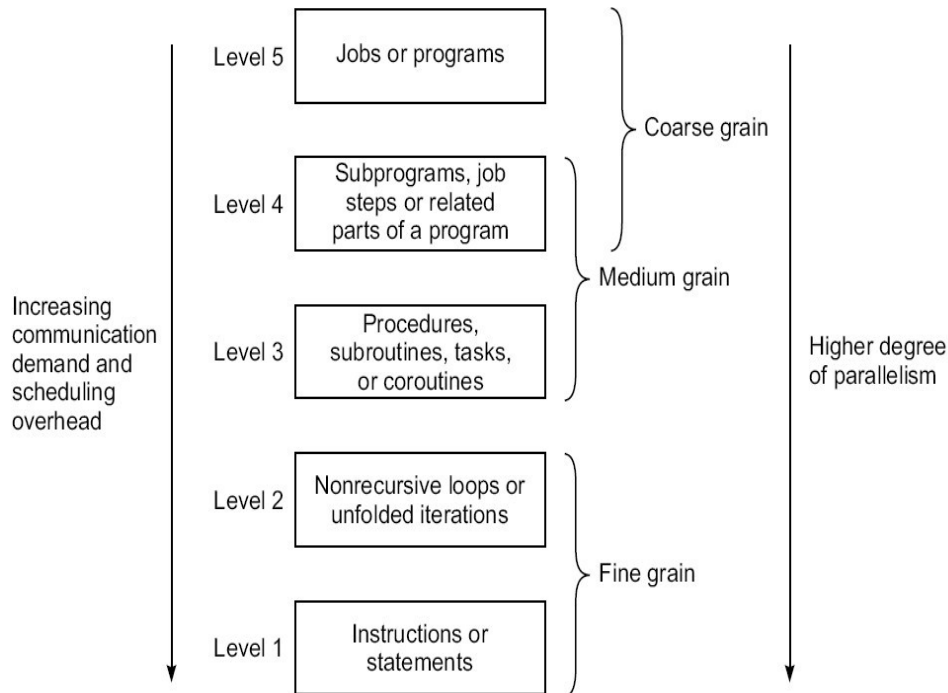 Level 5
Jobs or programs
Coarse grain
Level 4
Subprograms, job
steps or related
parts of a program
Medium grain
Increasing
communication
demand and
scheduling
overhead
Level 3
Procedures,
subroutines, tasks,
or coroutines
Higher degree
of parallelism
Level 2
Nonrecursive loops or
unfolded iterations
Fine grain
Level 1
Instructions or
statements